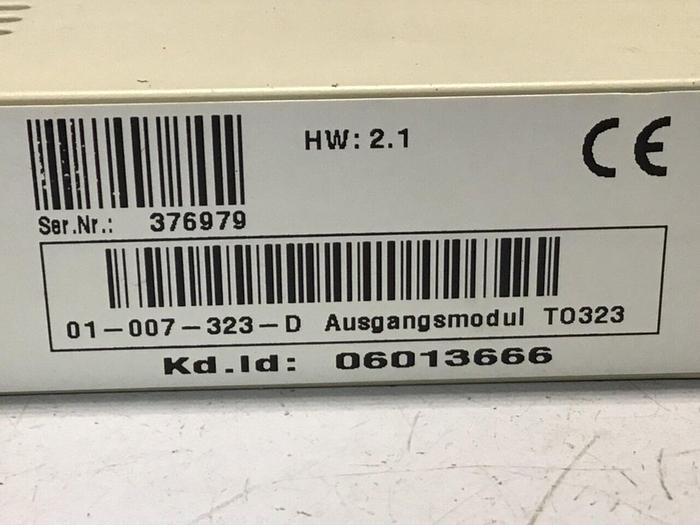 HW: 2.1
CE
Ser.Nr.: 376979
01-007-323-D Ausgangsmodul TO323
Kd.Id: 06013666